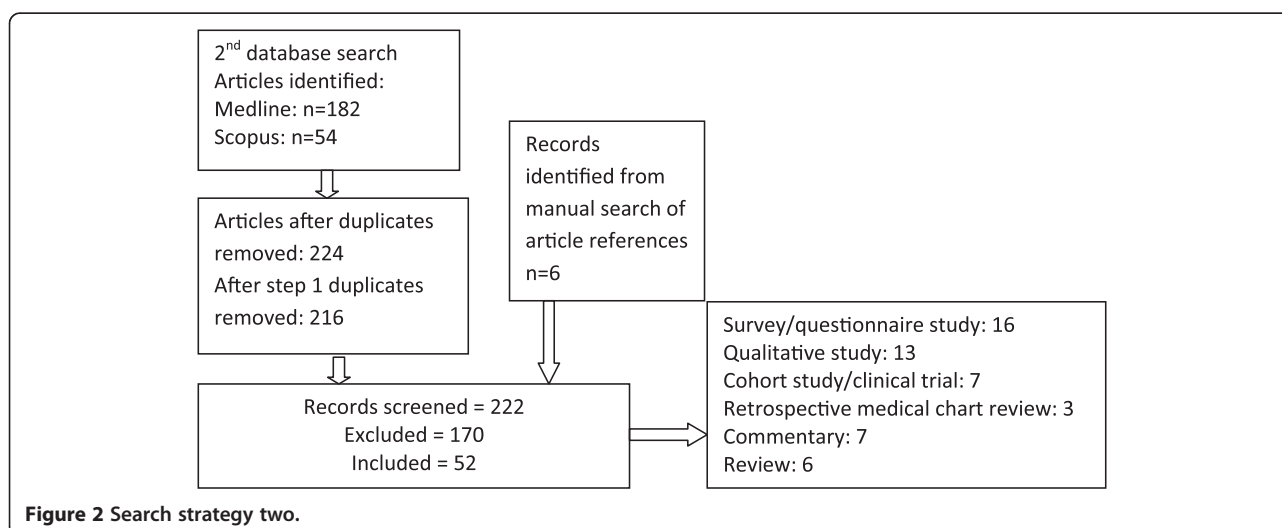 2nd database search
Articles identified:
Medline: n=182
Scopus: n=54
Articles after duplicates
removed: 224
After step 1 duplicates
removed: 216
Records
identified from
manual search of
article references
n=6
Records screened = 222
Excluded = 170
Included = 52
Survey/questionnaire study: 16
Qualitative study: 13
Cohort study/clinical trial: 7
Retrospective medical chart review: 3
Commentary: 7
Review: 6
Figure 2 Search strategy two.